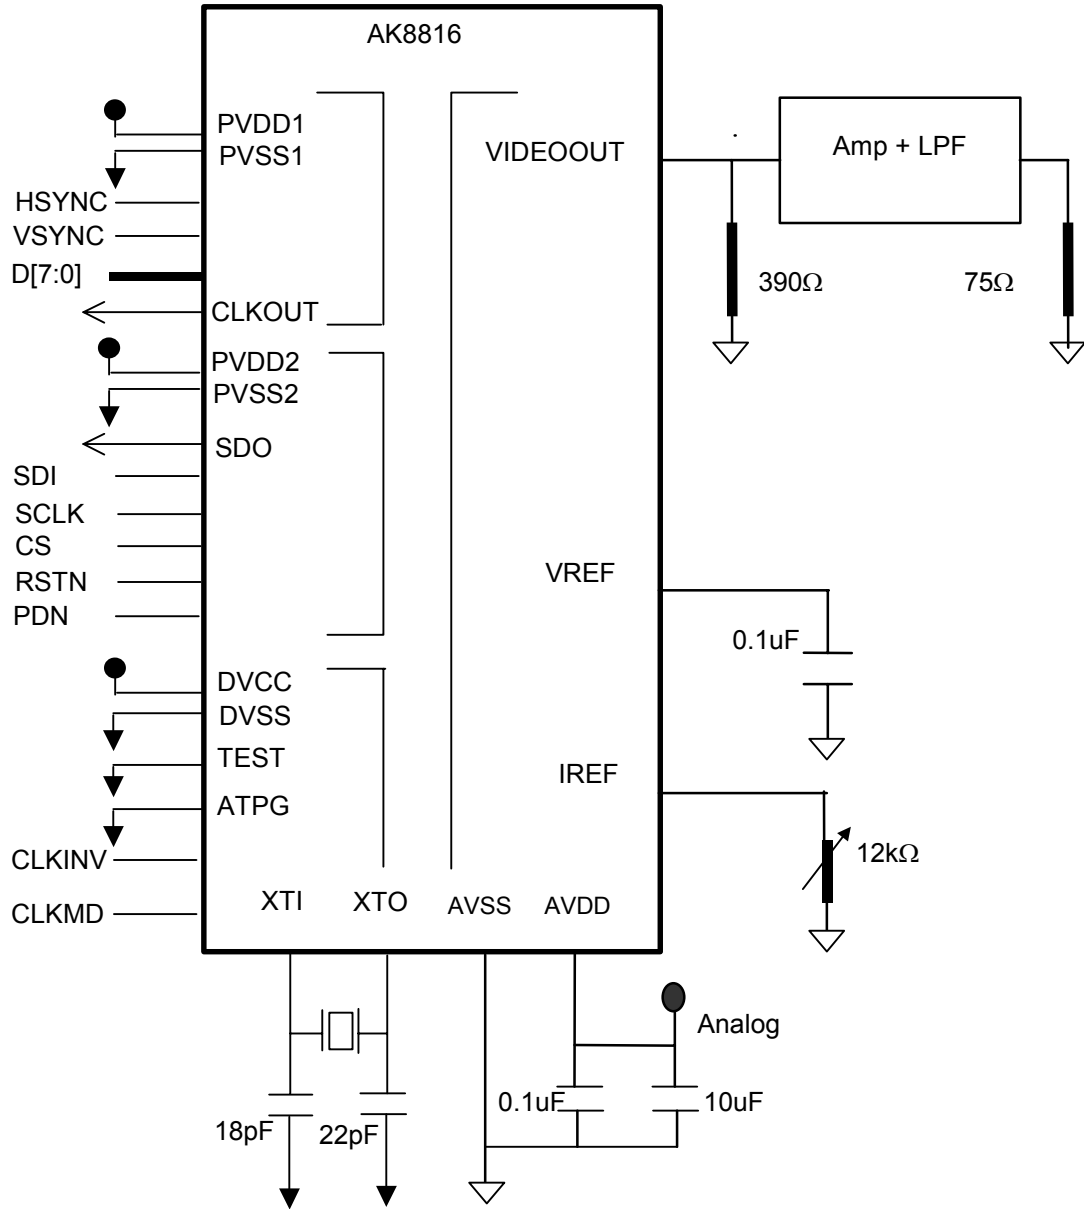 AK8816
PVDD1
PVSS1
VIDEOOUT
Amp + LPF
HSYNC
VSYNC
D[7:0]
390Ω
75Ω
CLKOUT
PVDD2
PVSS2
SDO
SDI
SCLK
CS
RSTN
PDN
VREF
0.1uF
DVCC
DVSS
TEST
IREF
ATPG
CLKINV
12kΩ
CLKMD
XTI
XTO
AVSS
AVDD
Analog
0.1uF
10uF
18pF
22pF